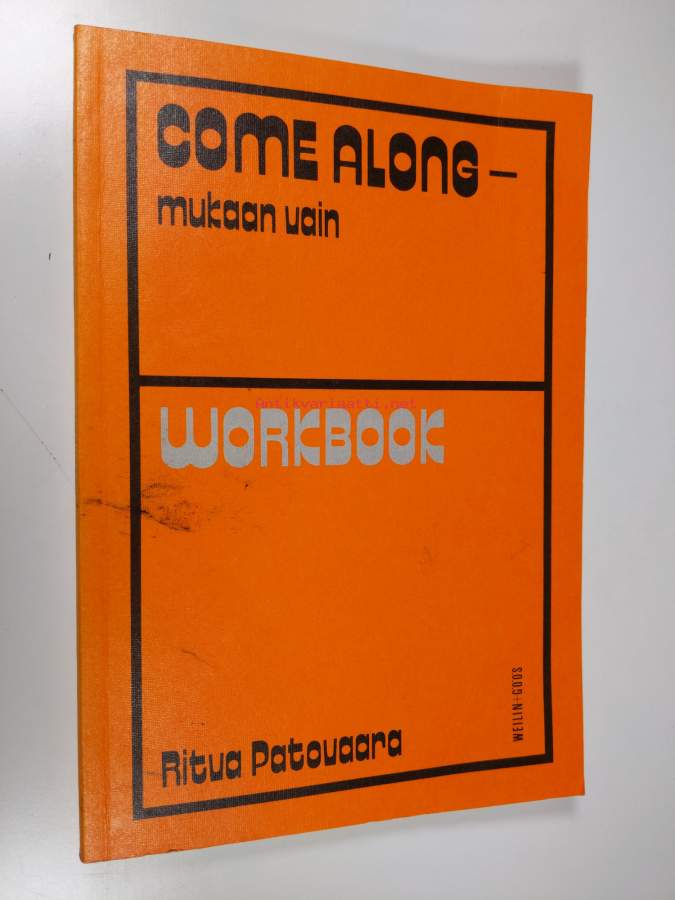 COME ALONG –
mukaan vain
Antikvariaatti.net
WORKBOOK
WEILIN+GÖÖS
Ritva Patovaara